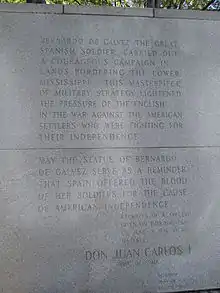 BERNARDO DE GALVEZ THE GREAT
SPANISH SOLDIER, CARRIED OUT
A COURAGEOUS CAMPAIGN IN
LANDS BORDERING THE LOWER
MISSISSIPPI. THIS MASTERPIECE
OF MILITARY STRATEGY LIGHTENED
THE PRESSURE OF THE ENGLISH
IN THE WAR AGAINST THE AMERICAN
SETTLERS WHO WERE FIGHTING FOR
THEIR INDEPENDENCE
MAY THE STATUE OF BERNARDO
DE GALVEZ SERVE AS A REMINDER
THAT SPAIN OFFERED THE BLOOD
OF HER SOLDIERS FOR THE CAUSE
OF AMERICAN INDEPENDENCE
DON JUAN CARLOS I